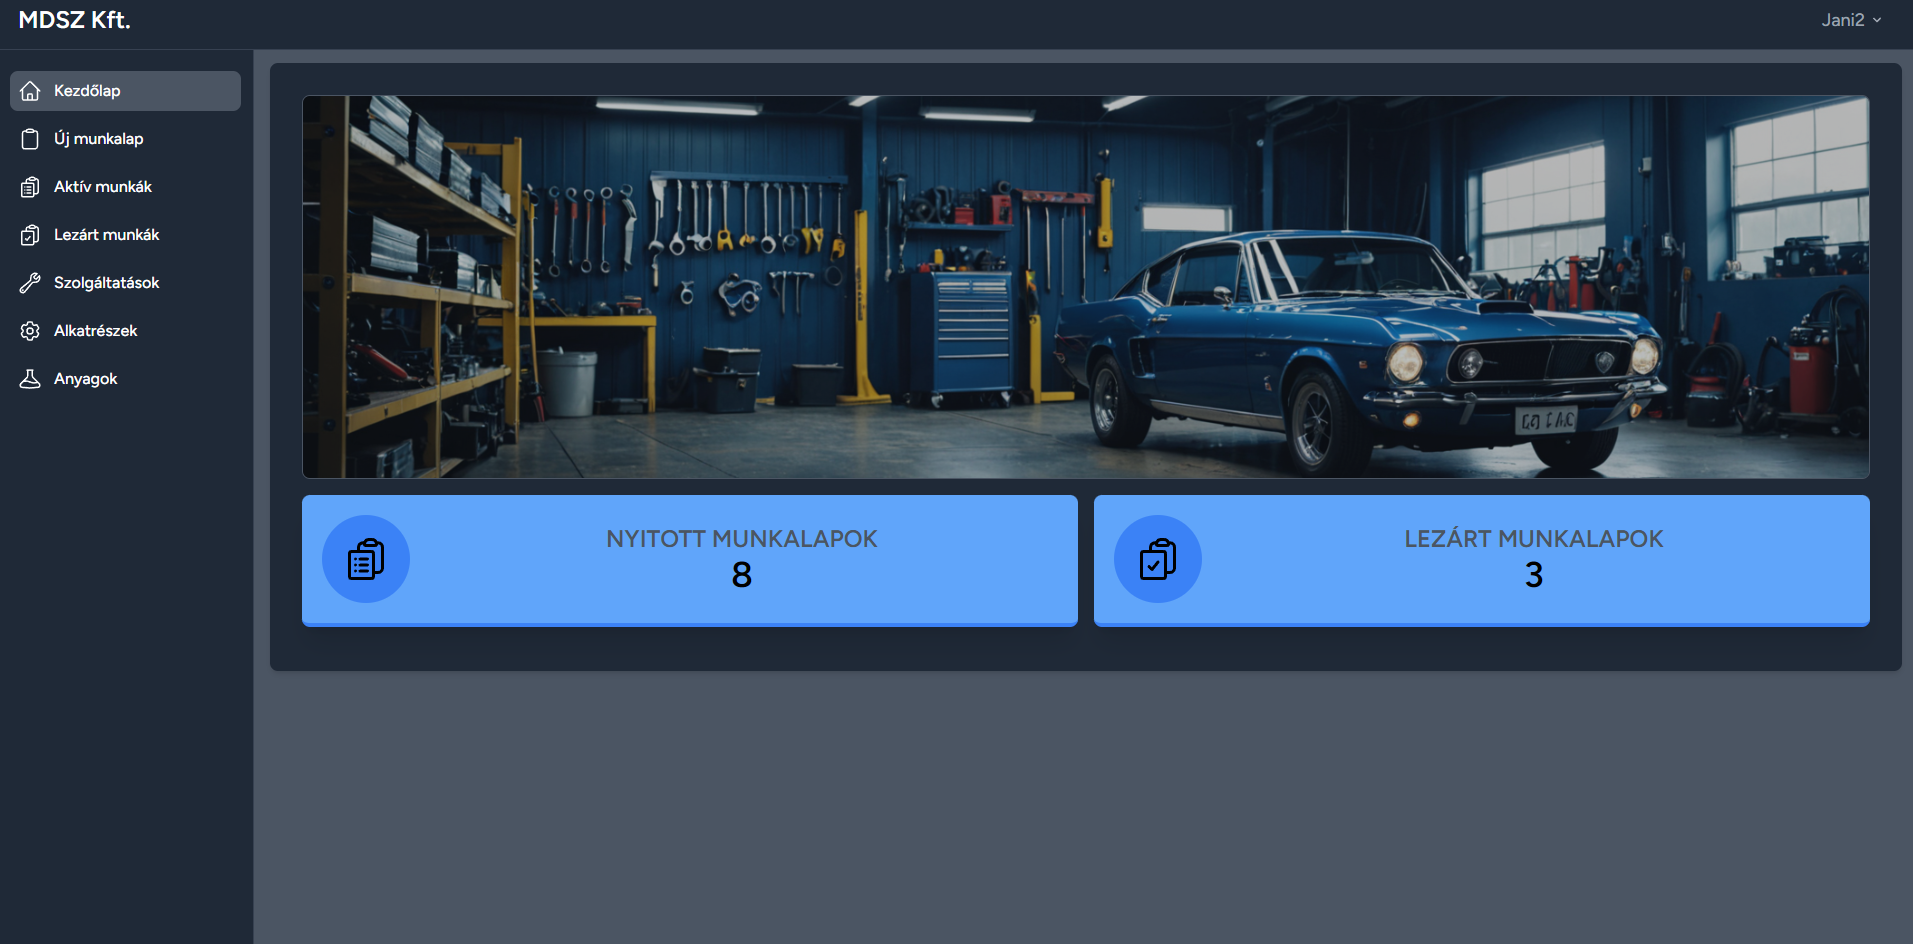 MDSZ Kft.
Jani2
Kezdőlap
Új munkalap
Aktív munkák
Lezárt munkák
Szolgáltatások
Alkatrészek
Anyagok
NYITOTT MUNKALAPOK
8
LEZÁRT MUNKALAPOK
3